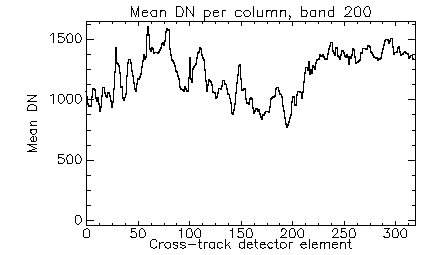 Mean DN per column, band 200
1500
1000
500
0
Mean DN
0 50 100 150 200 250 300
Cross-track detector element